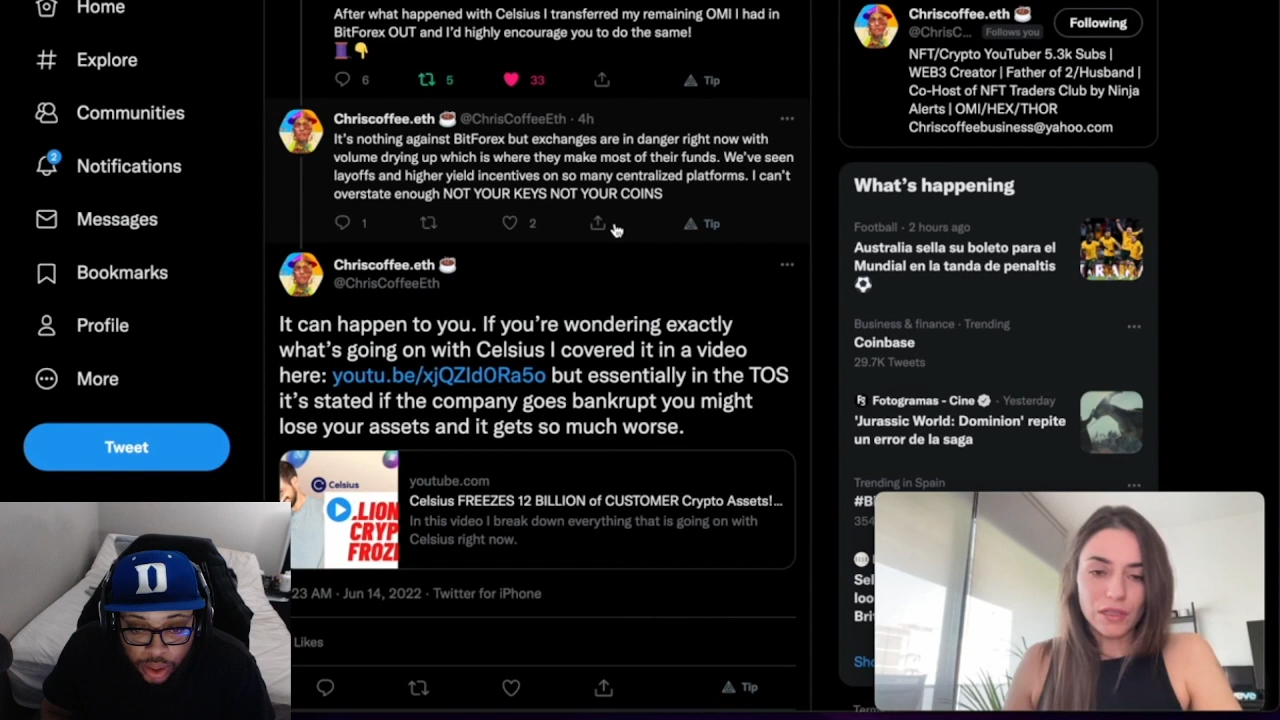 Home
Explore
Communities
2
Notifications
Messages
Bookmarks
Profile
More
Tweet
After what happened with Celsius I transferred my remaining OMI I had in
BitForex OUT and I'd highly encourage you to do the same!
6 5 33 Tip
Chriscoffee.eth @ChrisCoffeeEth · 4h
It's nothing against BitForex but exchanges are in danger right now with
volume drying up which is where they make most of their funds. We've seen
layoffs and higher yield incentives on so many centralized platforms. I can't
overstate enough NOT YOUR KEYS NOT YOUR COINS
1 2 Tip
Chriscoffee.eth
@ChrisCoffeeEth
It can happen to you. If you're wondering exactly
what's going on with Celsius I covered it in a video
here: youtu.be/xjQZId0Ra5o but essentially in the TOS
it's stated if the company goes bankrupt you might
lose your assets and it gets so much worse.
Celsius
LION
CRYP
FROZI
youtube.com
Celsius FREEZES 12 BILLION of CUSTOMER Crypto Assets!...
In this video I break down everything that is going on with
Celsius right now.
23 AM · Jun 14, 2022 · Twitter for iPhone
Likes
Tip
Chriscoffee.eth
@ChrisC... Follows you
Following
NFT/Crypto YouTuber 5.3k Subs |
WEB3 Creator | Father of 2/Husband |
Co-Host of NFT Traders Club by Ninja
Alerts | OMI/HEX/THOR
Chriscoffeebusiness@yahoo.com
What's happening
Football · 2 hours ago
Australia sella su boleto para el
Mundial en la tanda de penaltis
Business & finance · Trending
Coinbase
29.7K Tweets
Fotogramas - Cine · Yesterday
'Jurassic World: Dominion' repite
un error de la saga
Trending in Spain
#B
354
Sel
loo
Bri
Sho
Term
D